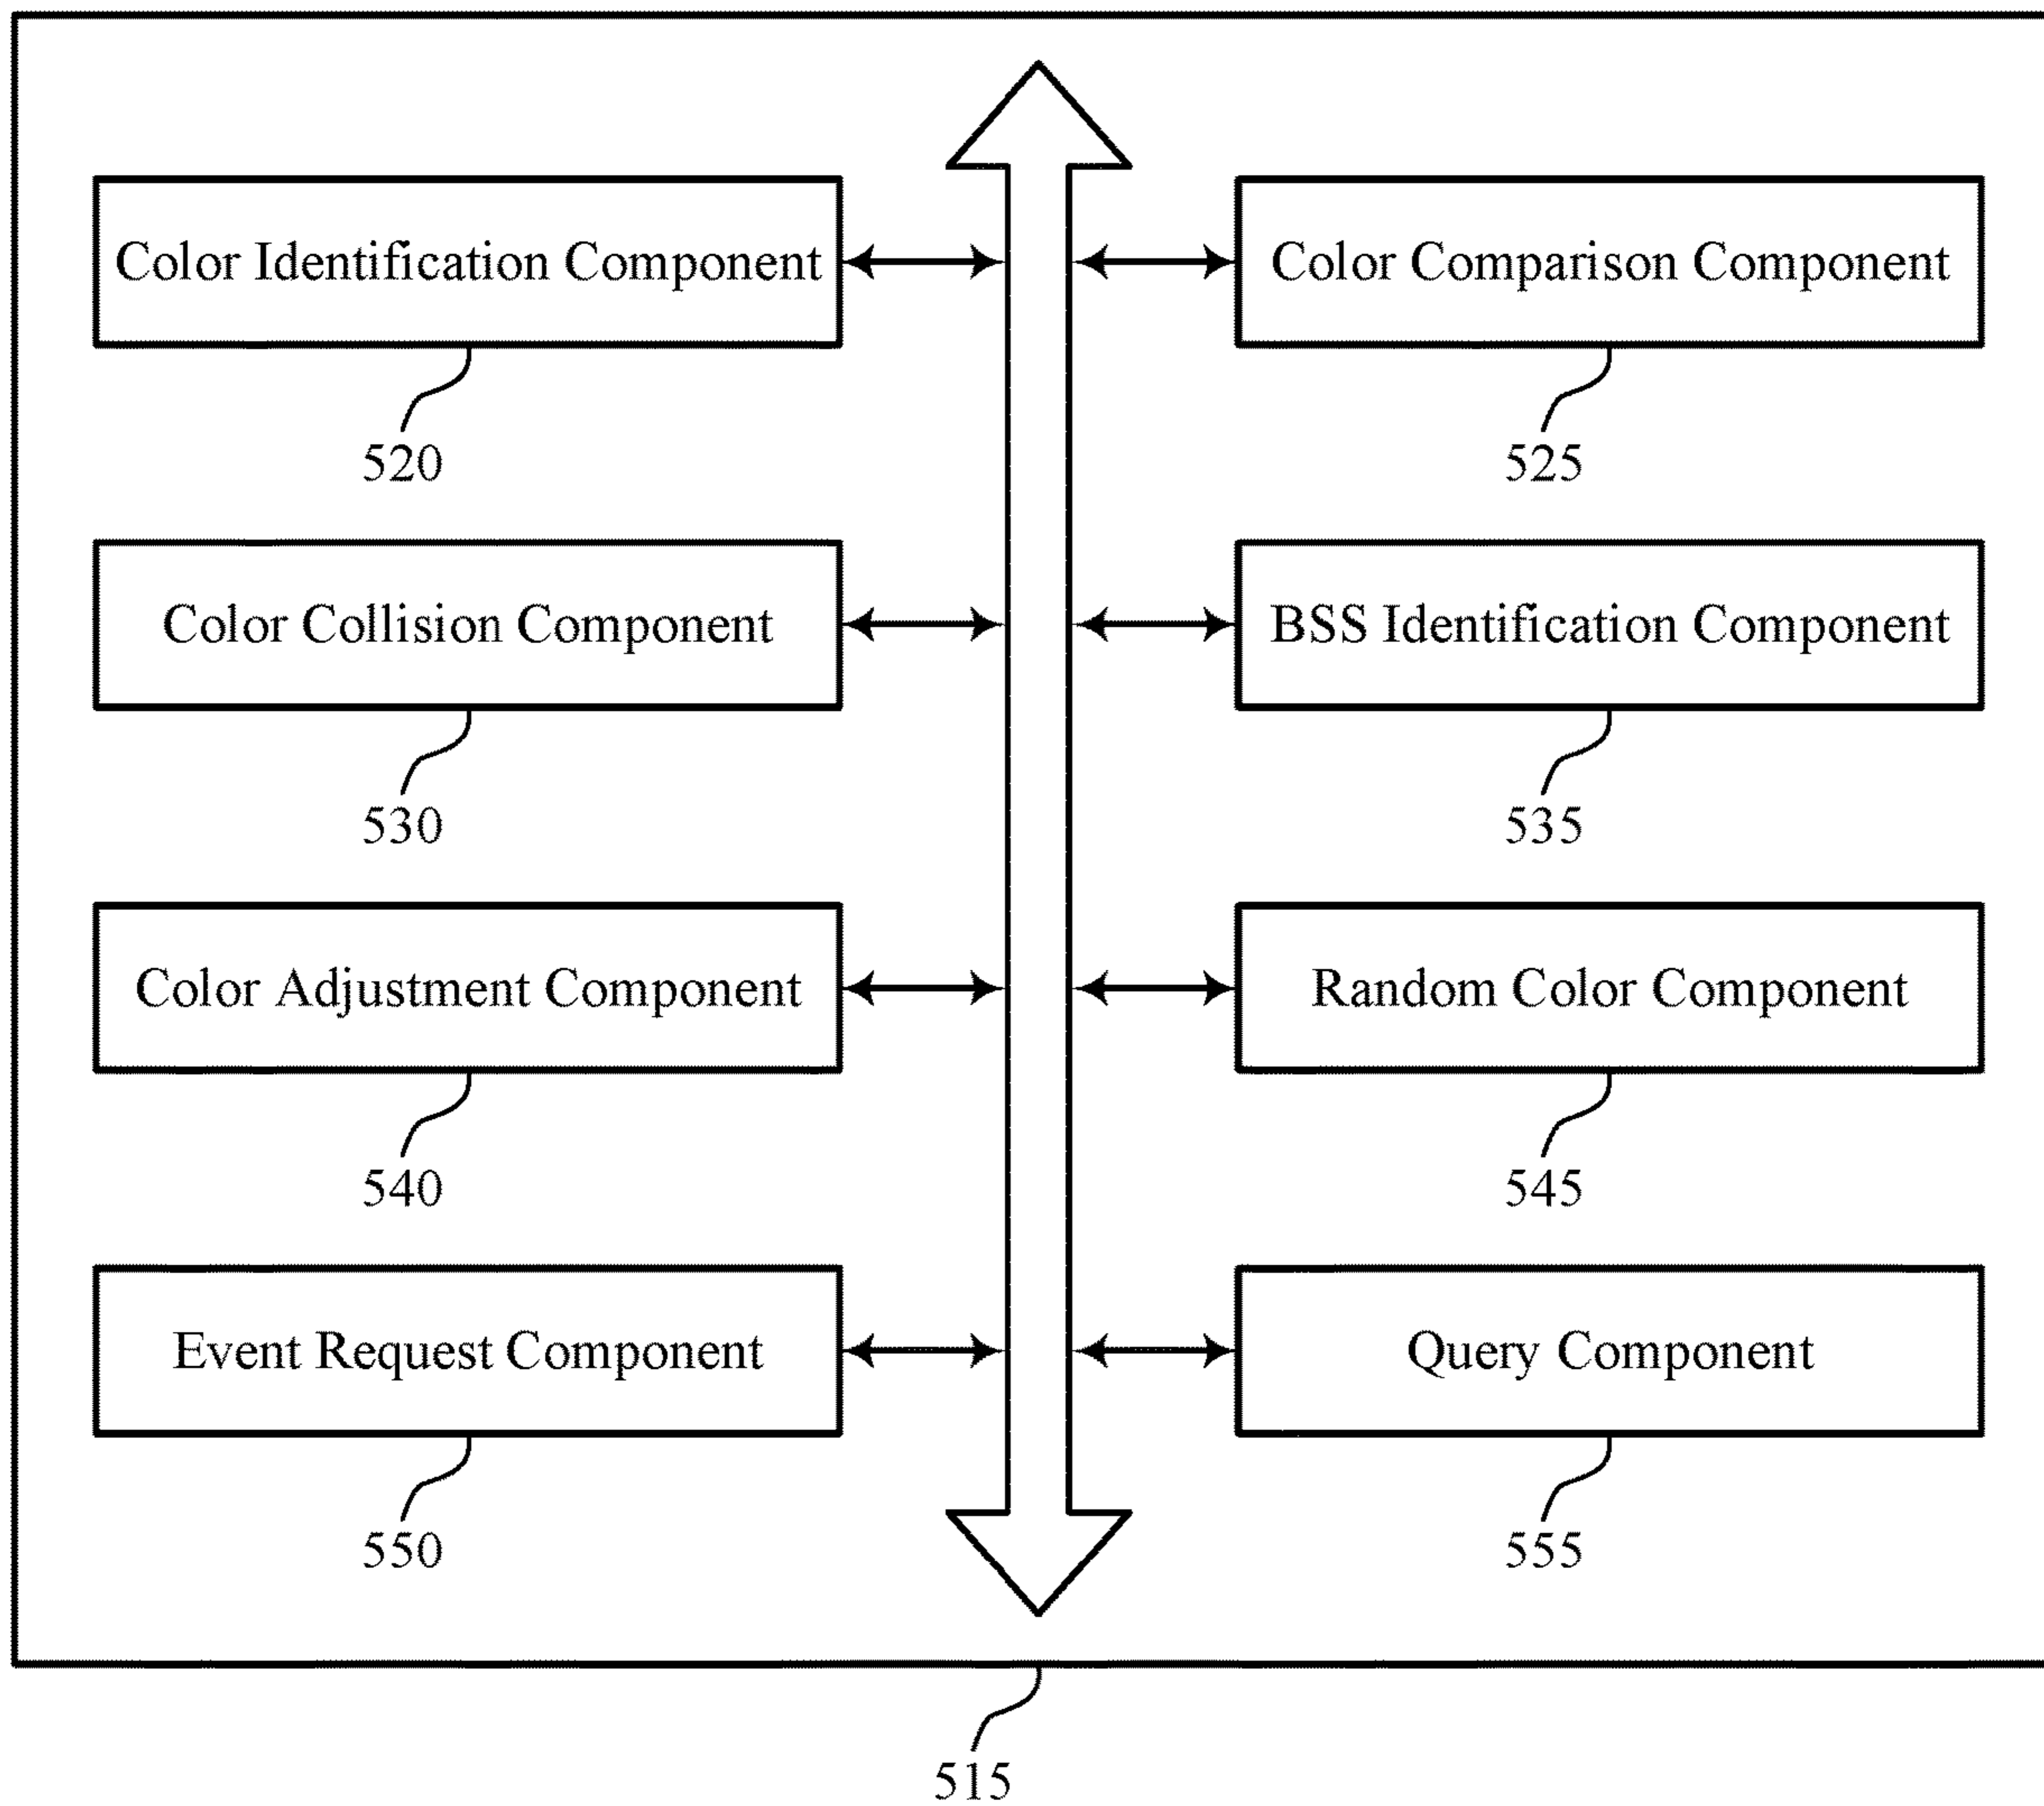 Color Identification Component
Color Comparison Component
520
525
Color Collision Component
BSS Identification Component
530
535
Color Adjustment Component
Random Color Component
540
545
Event Request Component
Query Component
550
555
515